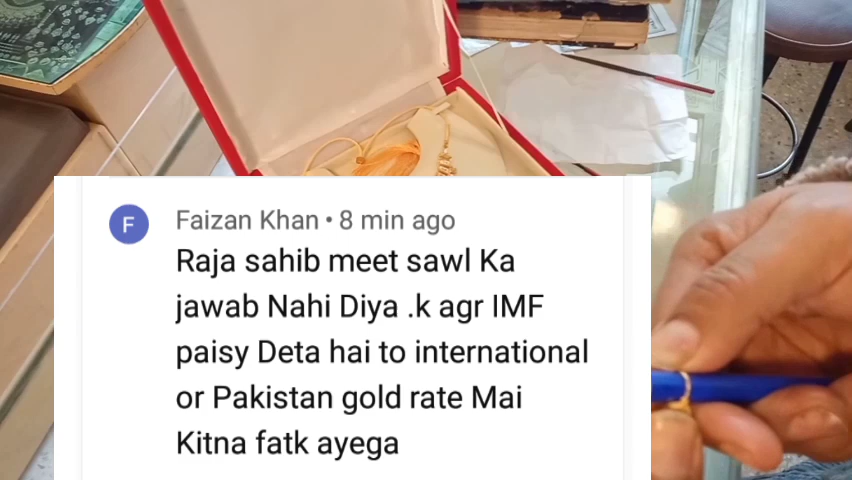 F
Faizan Khan • 8 min ago
Raja sahib meet sawl Ka
jawab Nahi Diya .k agr IMF
paisy Deta hai to international
or Pakistan gold rate Mai
Kitna fatk ayega